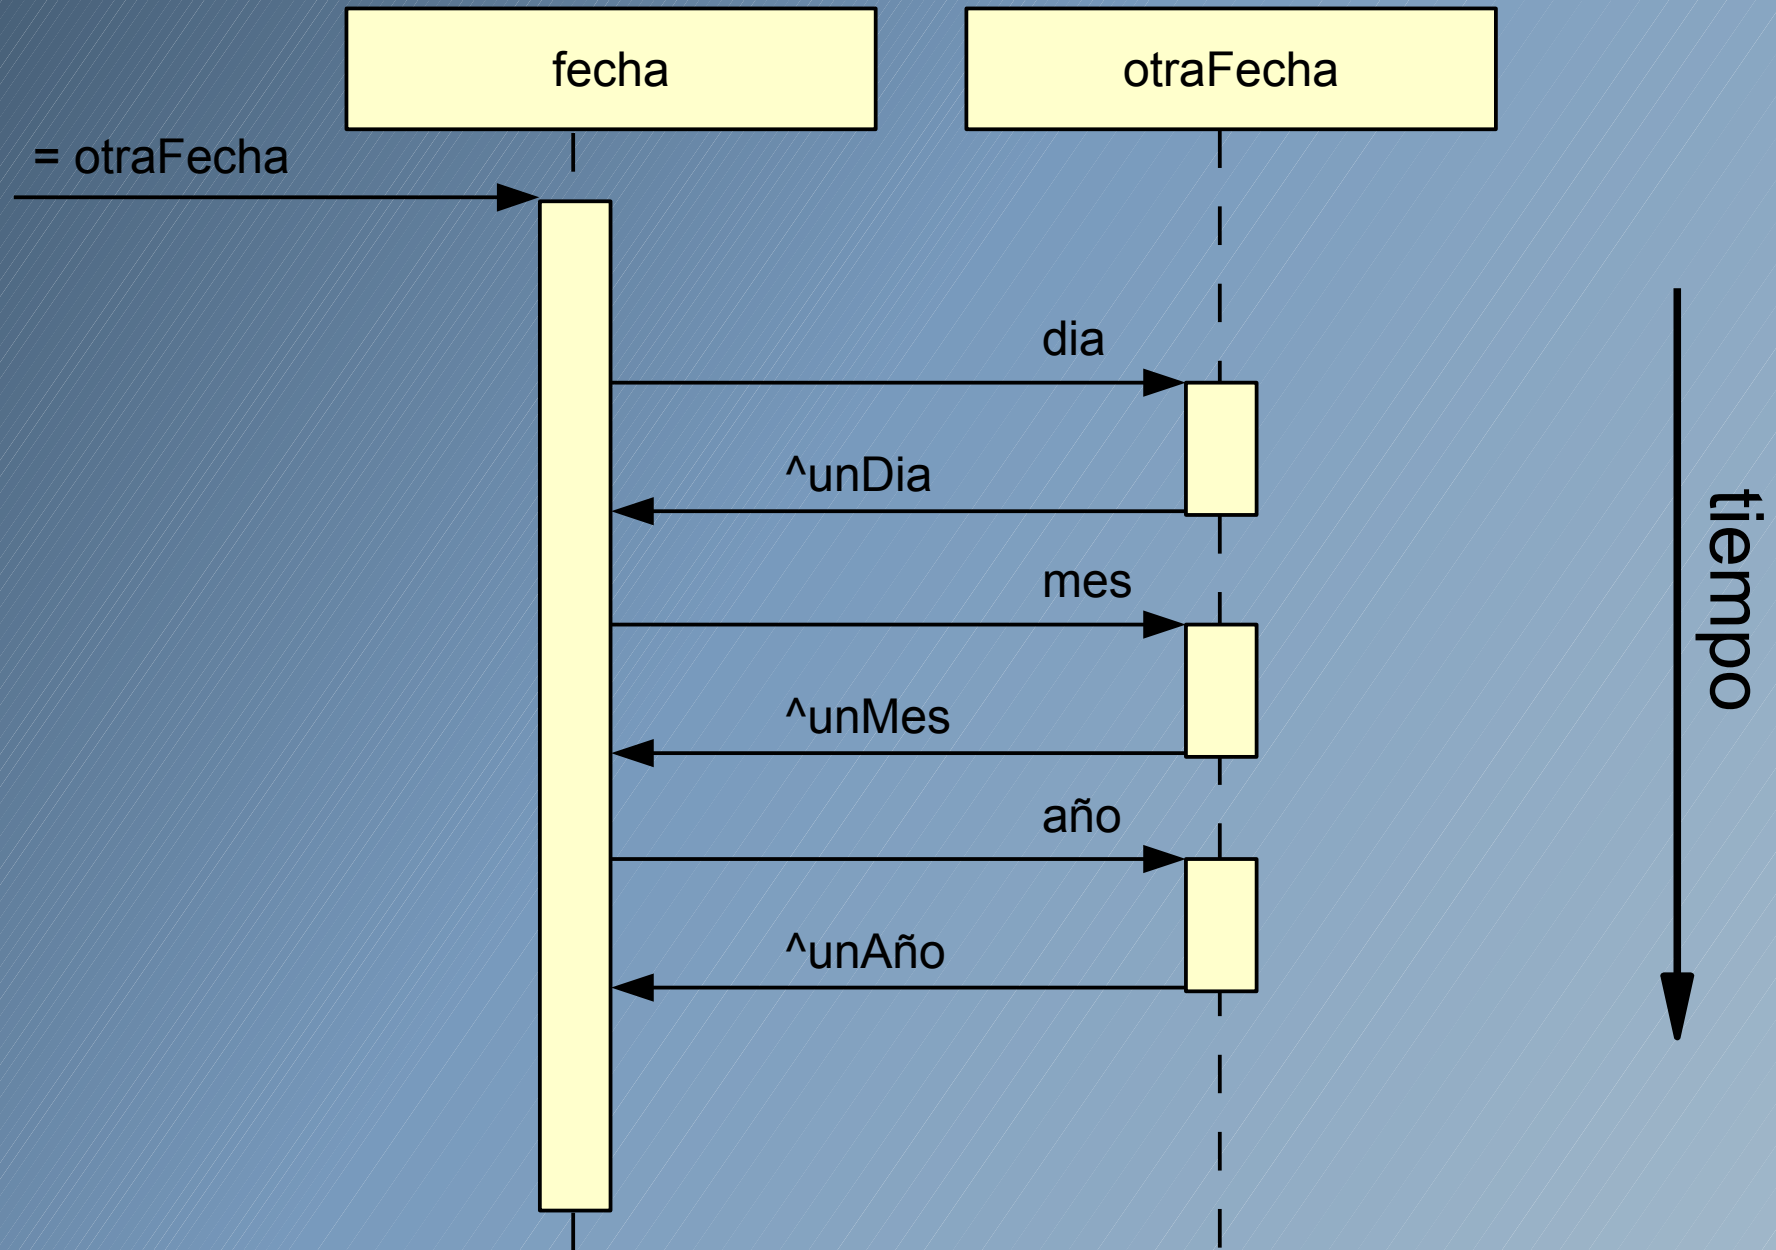 fecha
otraFecha
= otraFecha
dia
^unDia
mes
^unMes
año
^unAño
tiempo